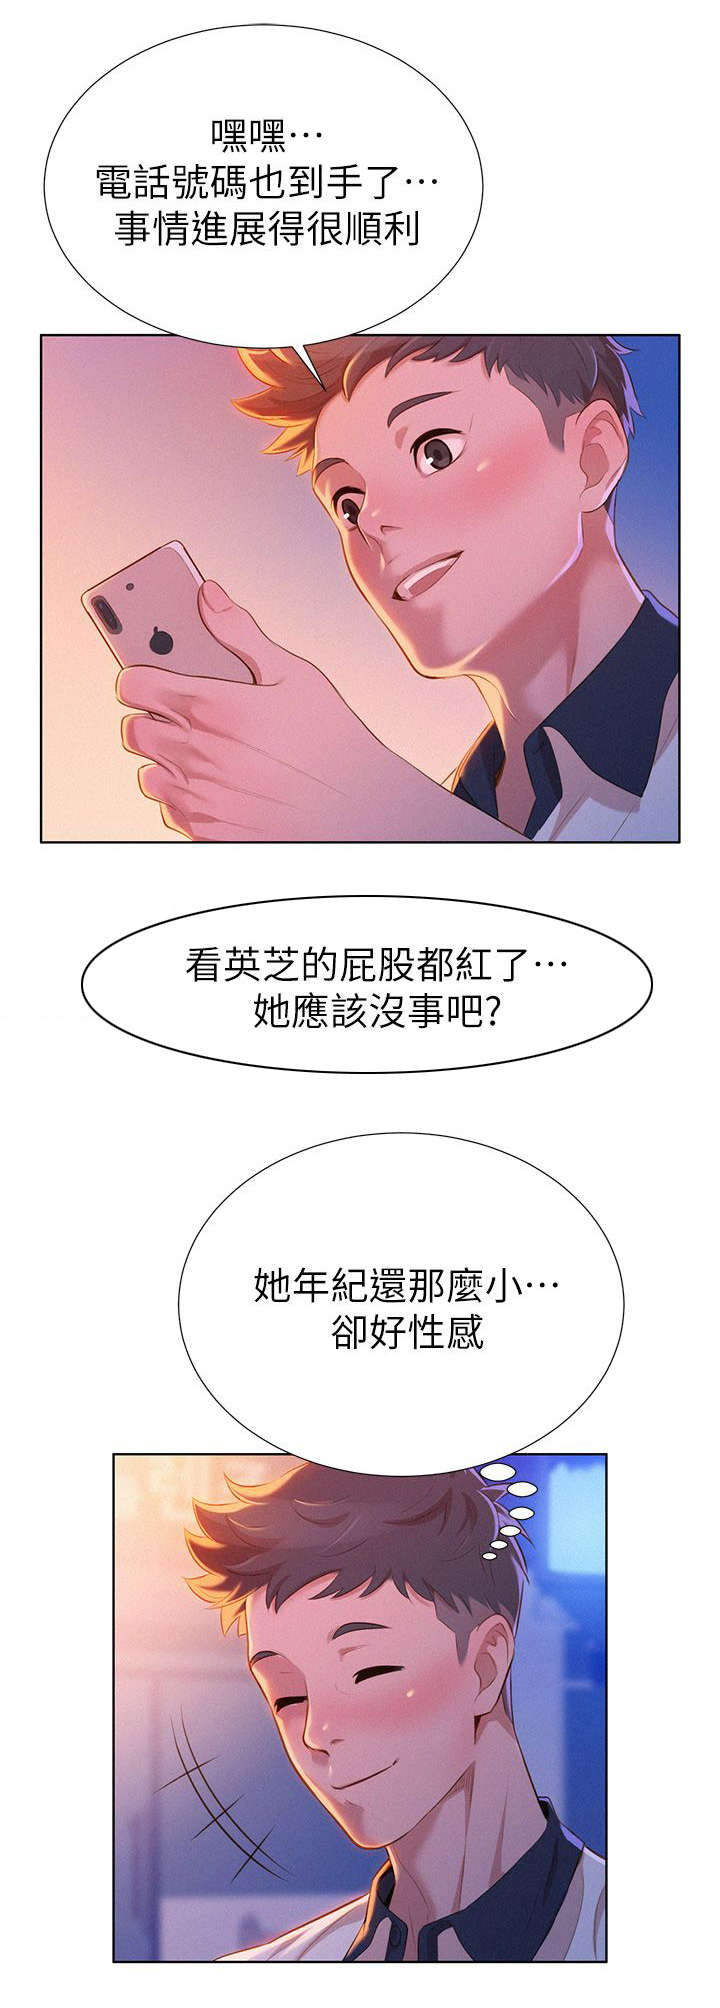 嘿嘿⋯
電話號碼也到手了⋯
事情進展得很順利
看英芝的屁股都紅了⋯
她應該沒事吧?
她年紀還那麼小⋯
卻好性感